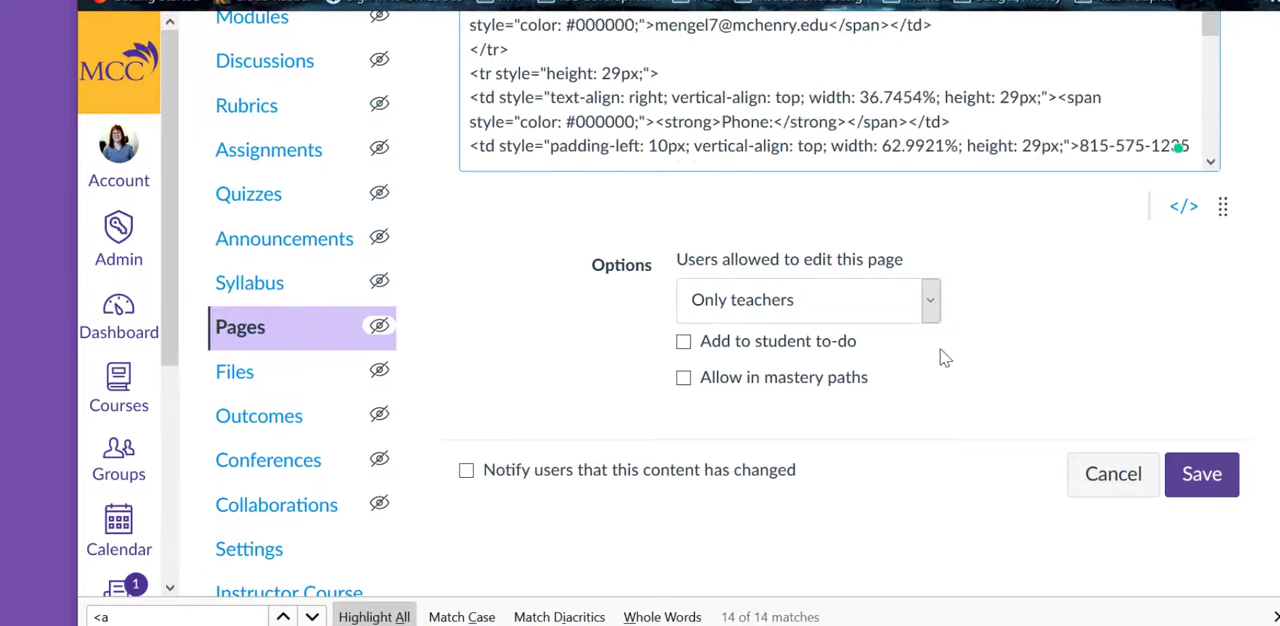 Modules
Discussions
Rubrics
Assignments
Quizzes
Announcements
Syllabus
Pages
Files
Outcomes
Conferences
Collaborations
Settings
Instructor Course
MCC
Account
Admin
Dashboard
Courses
Groups
Calendar
1
style="color: #000000;">mengel7@mchenry.edu</span></td>
</tr>
<tr style="height: 29px;">
<td style="text-align: right; vertical-align: top; width: 36.7454%; height: 29px;"><span
style="color: #000000;"><strong>Phone:</strong></span></td>
<td style="padding-left: 10px; vertical-align: top; width: 62.9921%; height: 29px;">815-575-1235
</>
Options
Users allowed to edit this page
Only teachers
Add to student to-do
Allow in mastery paths
Notify users that this content has changed
Cancel
Save
<a
Highlight All
Match Case
Match Diacritics
Whole Words
14 of 14 matches